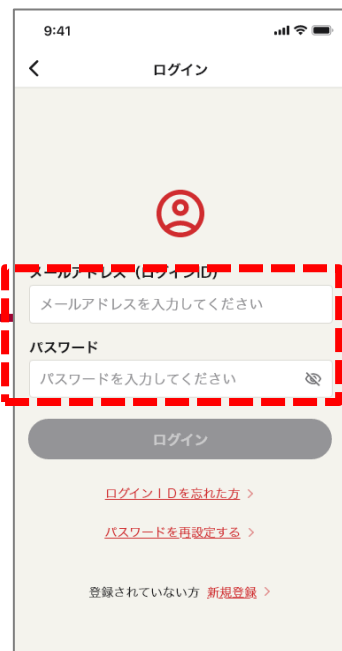 9:41
ログイン
メールアドレス（ログインID）
メールアドレスを入力してください
パスワード
パスワードを入力してください
ログイン
ログインＩＤを忘れた方
パスワードを再設定する
登録されていない方 新規登録